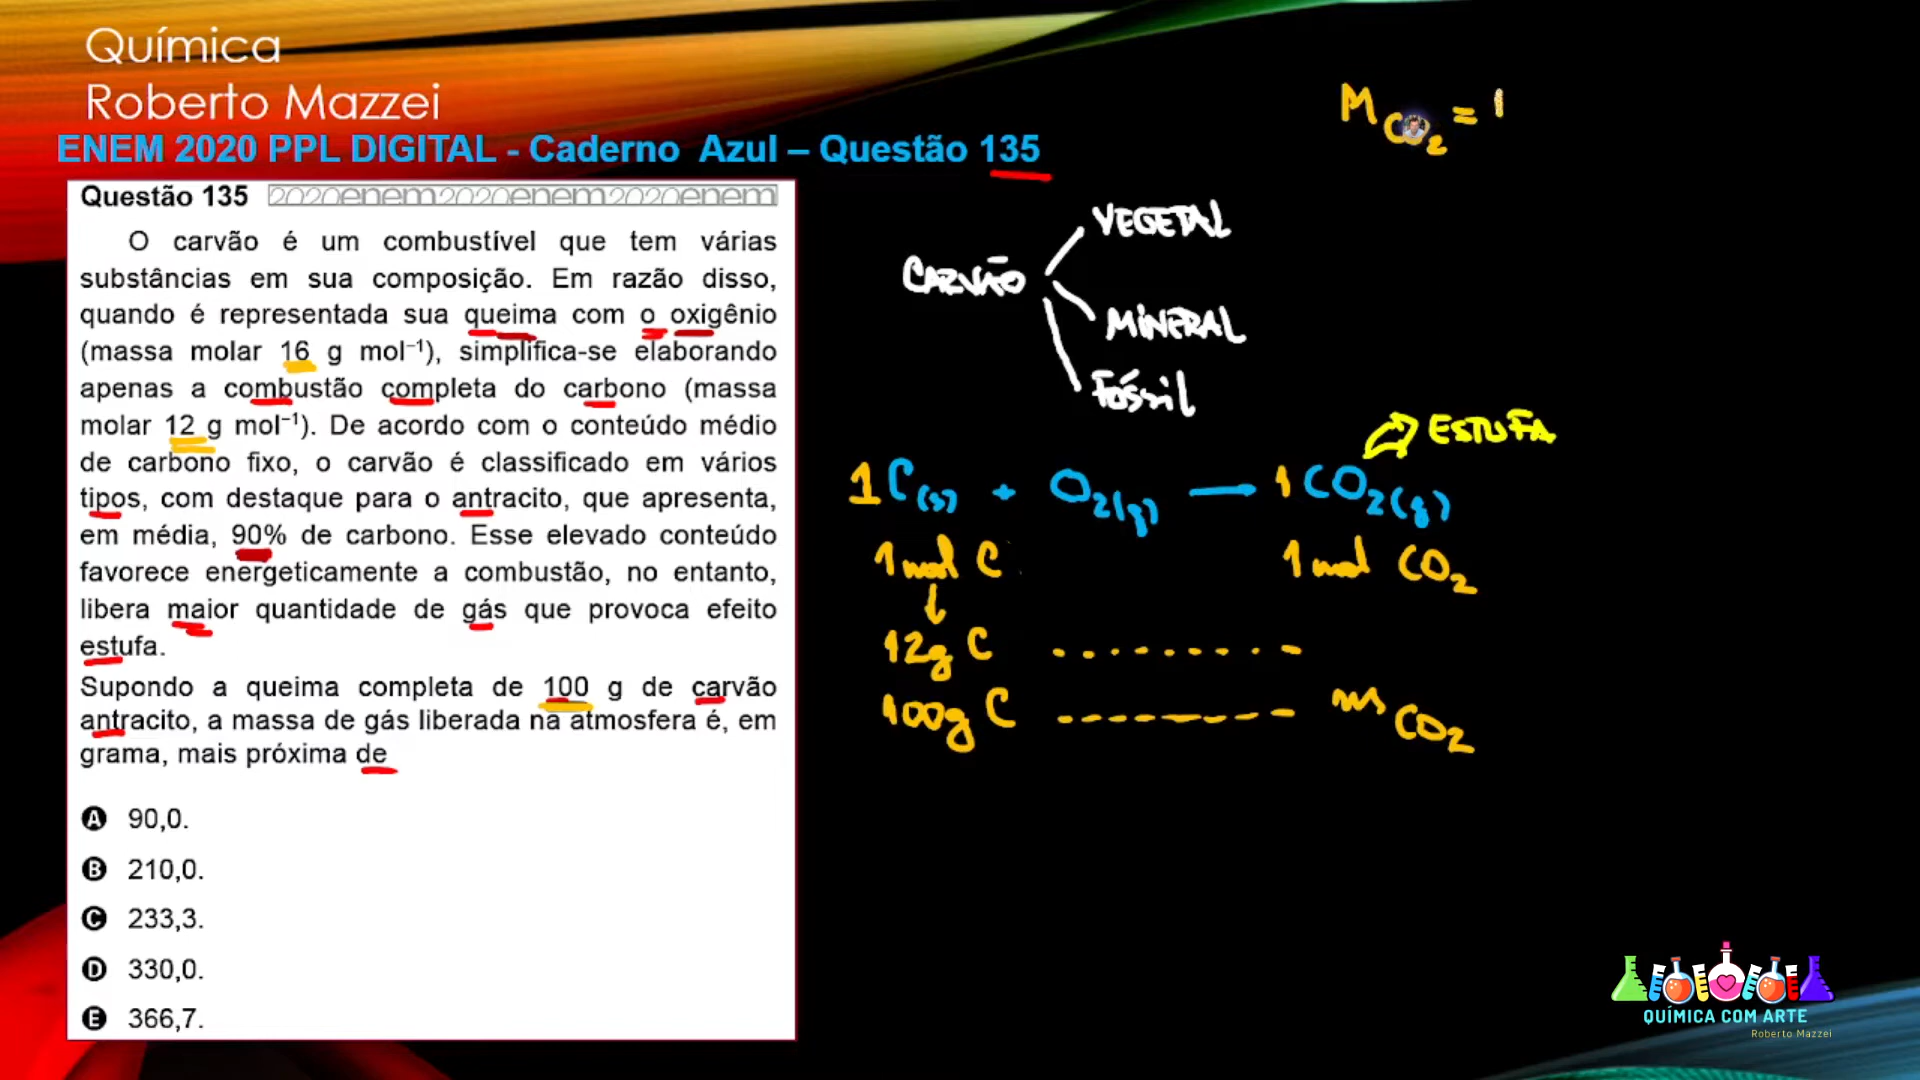 Química
Roberto Mazzei
ENEM 2020 PPL DIGITAL - Caderno Azul – Questão 135
Questão 135 2020enem2020enem2020enem
O carvão é um combustível que tem várias
substâncias em sua composição. Em razão disso,
quando é representada sua queima com o oxigênio
(massa molar 16 g mol⁻¹), simplifica-se elaborando
apenas a combustão completa do carbono (massa
molar 12 g mol⁻¹). De acordo com o conteúdo médio
de carbono fixo, o carvão é classificado em vários
tipos, com destaque para o antracito, que apresenta,
em média, 90% de carbono. Esse elevado conteúdo
favorece energeticamente a combustão, no entanto,
libera maior quantidade de gás que provoca efeito
estufa.
Supondo a queima completa de 100 g de carvão
antracito, a massa de gás liberada na atmosfera é, em
grama, mais próxima de
A 90,0.
B 210,0.
C 233,3.
D 330,0.
E 366,7.
M CO₂ = 1
VEGETAL
CARVÃO
MINERAL
FÓSSIL
ESTUFA
1 C(s) + O₂(g) → 1 CO₂(g)
1 mol C 1 mol CO₂
12g C ---------
100g C --------- m CO₂
QUÍMICA COM ARTE
Roberto Mazzei